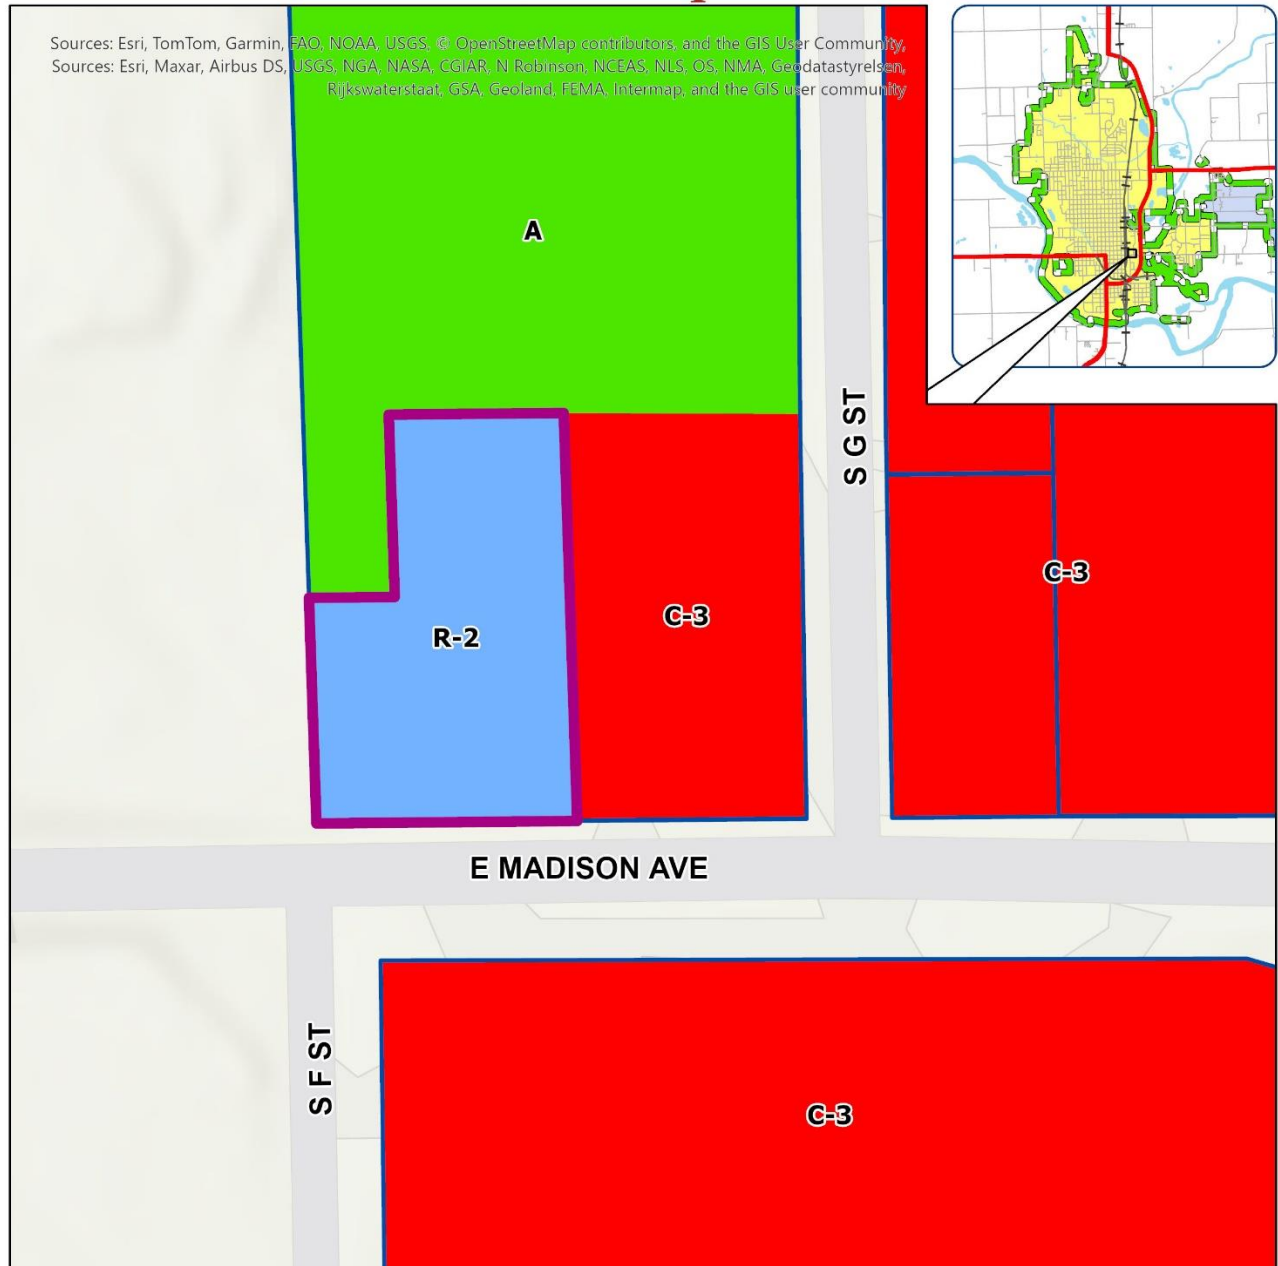 Sources: Esri, TomTom, Garmin, FAO, NOAA, USGS, © OpenStreetMap contributors, and the GIS User Community,
Sources: Esri, Maxar, Airbus DS, USGS, NGA, NASA, CGIAR, N Robinson, NCEAS, NLS, OS, NMA, Geodatastyrelsen,
Rijkswaterstaat, GSA, Geoland, FEMA, Intermap, and the GIS user community
A
S G ST
C-3
C-3
R-2
E MADISON AVE
S F ST
C-3